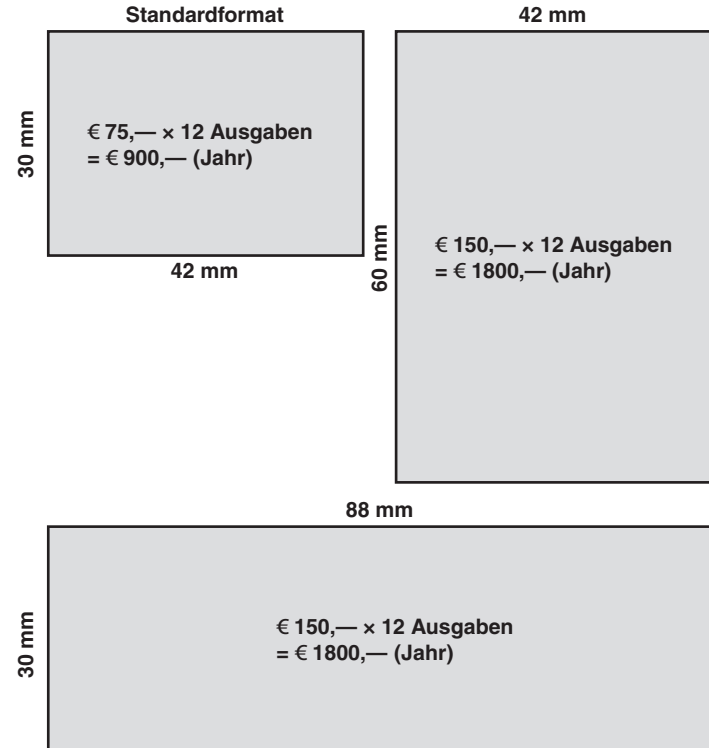 Standardformat
30 mm
€ 75,— × 12 Ausgaben
= € 900,— (Jahr)
42 mm
42 mm
60 mm
€ 150,— × 12 Ausgaben
= € 1800,— (Jahr)
88 mm
30 mm
€ 150,— × 12 Ausgaben
= € 1800,— (Jahr)